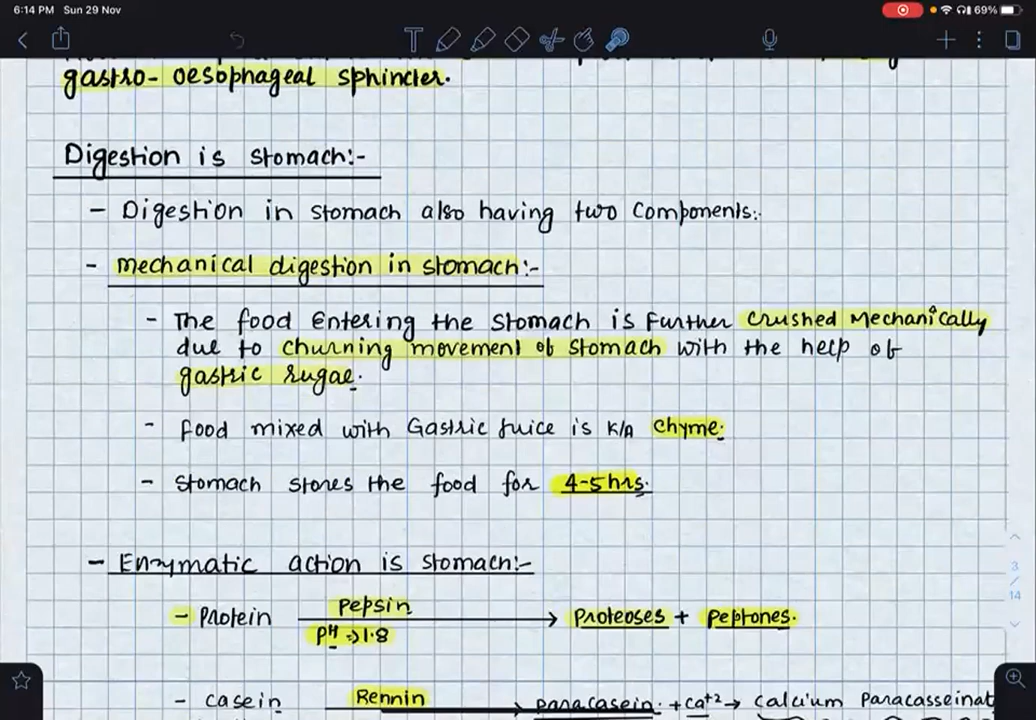 6:14 PM Sun 29 Nov
69%
gastro-oesophageal sphincter.
Digestion is stomach:-
- Digestion in stomach also having two components:-
- mechanical digestion in stomach:-
- The food Entering the stomach is Further crushed Mechanically
due to churning movement of stomach with the help of
gastric rugae.
- food mixed with Gastric Juice is K/A Chyme.
- Stomach stores the food for 4-5 hrs.
- Enzymatic action is stomach:-
- Protein Pepsin Proteoses + Peptones.
PH => 1.8
- casein Rennin paracasein. + ca+2 → Calcium Paracasseinat
3
/
14